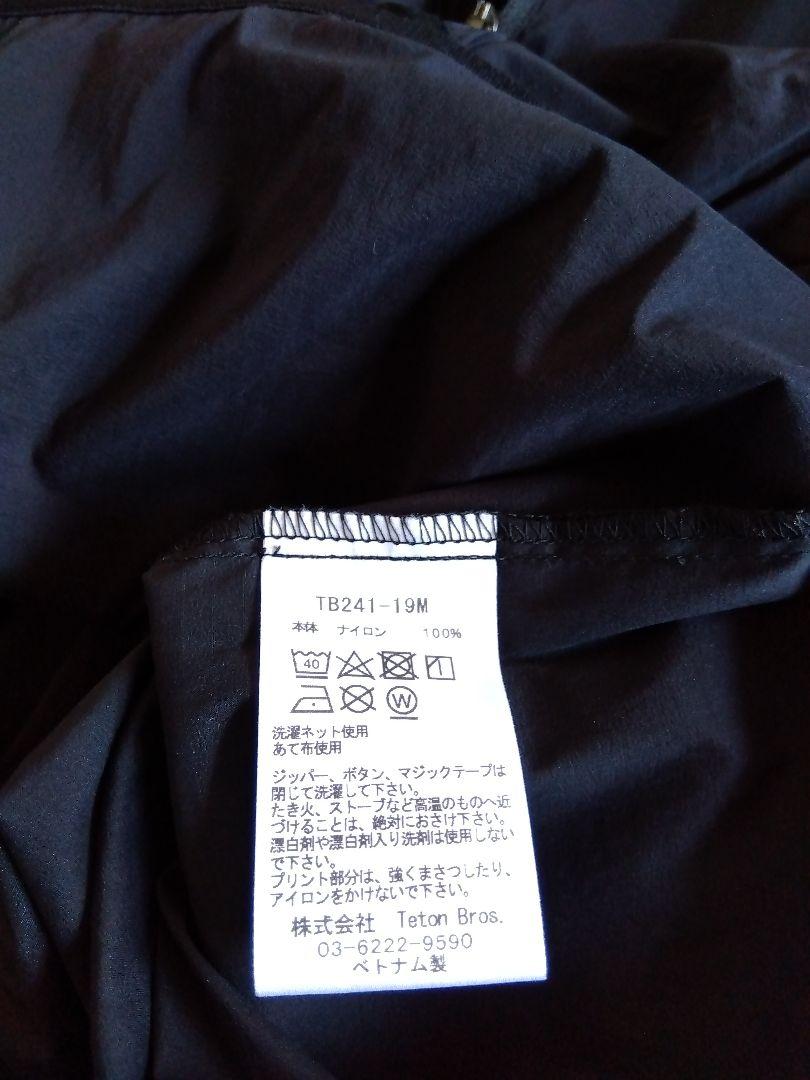 TB241-19M
本体 ナイロン 100%
40
W
洗濯ネット使用
あて布使用
ジッパー、ボタン、マジックテープは
閉じて洗濯して下さい。
たき火、ストーブなど高温のものへ近
づけることは、絶対におさけ下さい。
漂白剤や漂白剤入り洗剤は使用しない
で下さい。
プリント部分は、強くまさつしたり、
アイロンをかけないで下さい。
株式会社 Teton Bros.
03-6222-9590
ベトナム製